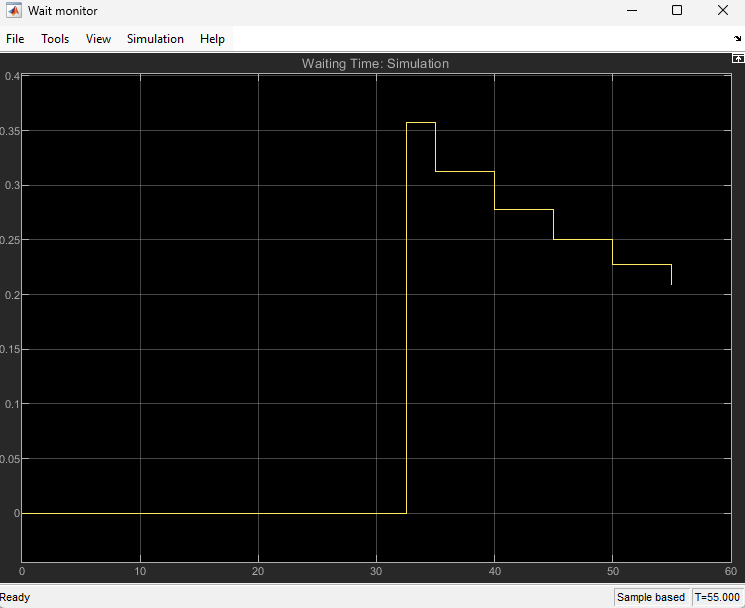 Wait monitor
File Tools View Simulation Help
Waiting Time: Simulation
0.4
0.35
0.3
0.25
0.2
0.15
0.1
0.05
0
0 10 20 30 40 50 60
Ready Sample based T=55.000